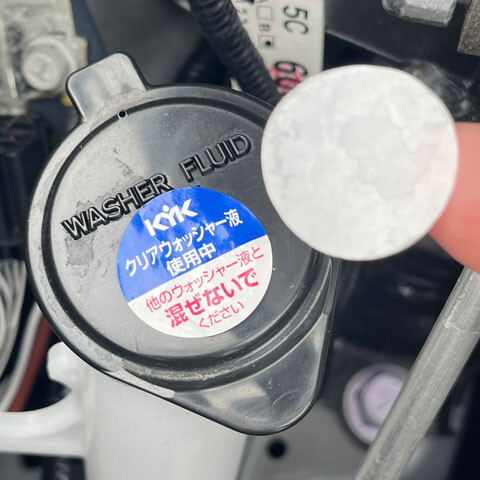 WASHER FLUID
KYK
クリアウォッシャー液
使用中
他のウォッシャー液と
混ぜないで
ください
5C